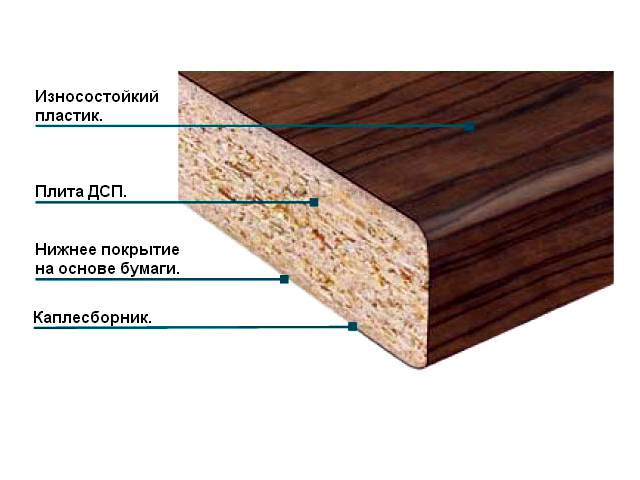 Износостойкий
пластик.
Плита ДСП.
Нижнее покрытие
на основе бумаги.
Каплесборник.